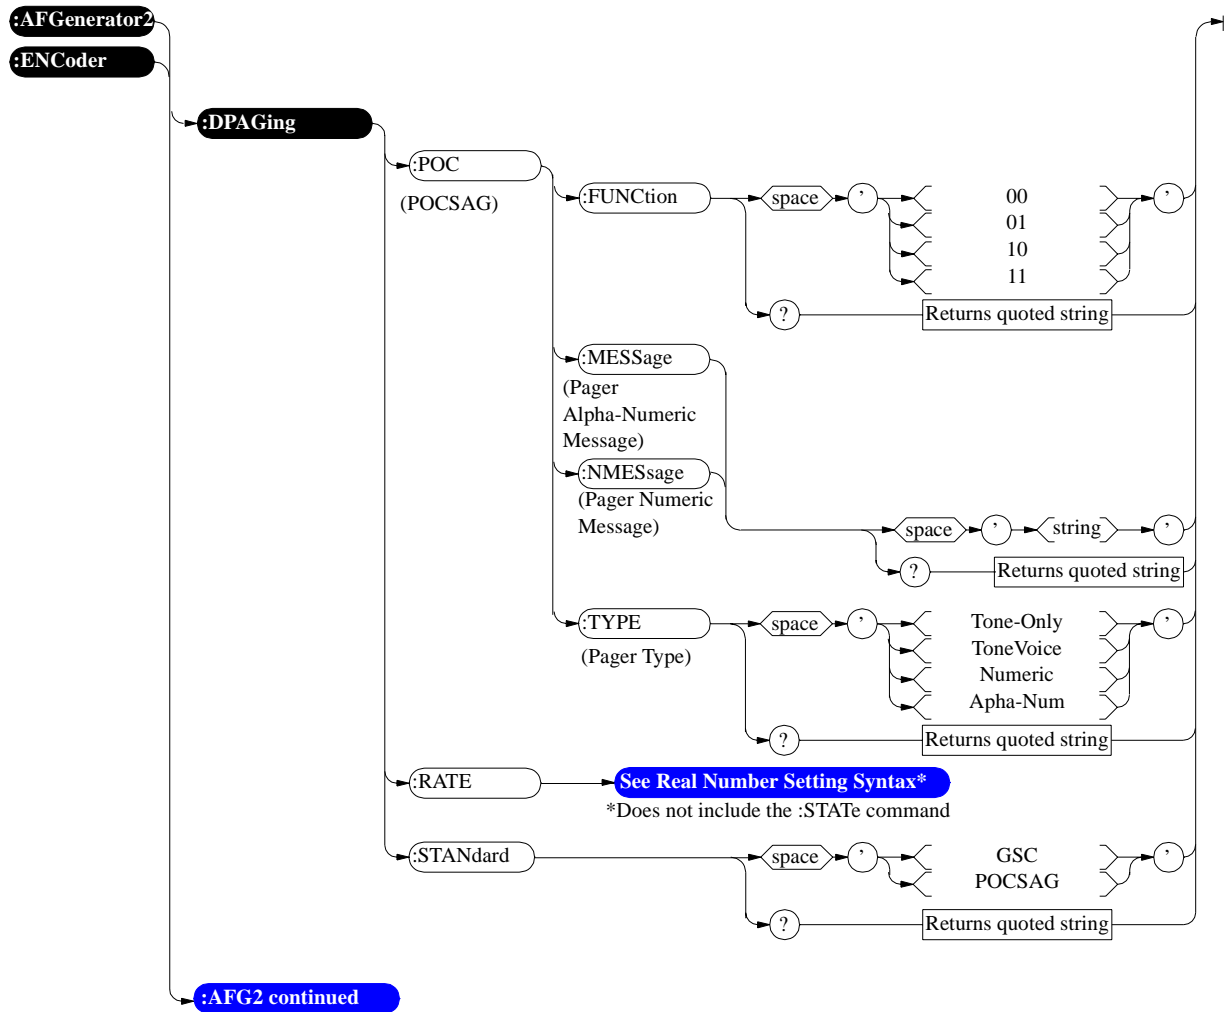 :AFGenerator2
:ENCoder
:DPAGing
:POC
(POCSAG)
:FUNCtion
space
’
00
01
10
11
’
?
Returns quoted string
:MESSage
(Pager
Alpha-Numeric
Message)
:NMESsage
(Pager Numeric
Message)
space
’
string
’
?
Returns quoted string
:TYPE
(Pager Type)
space
’
Tone-Only
ToneVoice
Numeric
Apha-Num
’
?
Returns quoted string
:RATE
See Real Number Setting Syntax*
*Does not include the :STATe command
:STANdard
space
’
GSC
POCSAG
’
?
Returns quoted string
:AFG2 continued